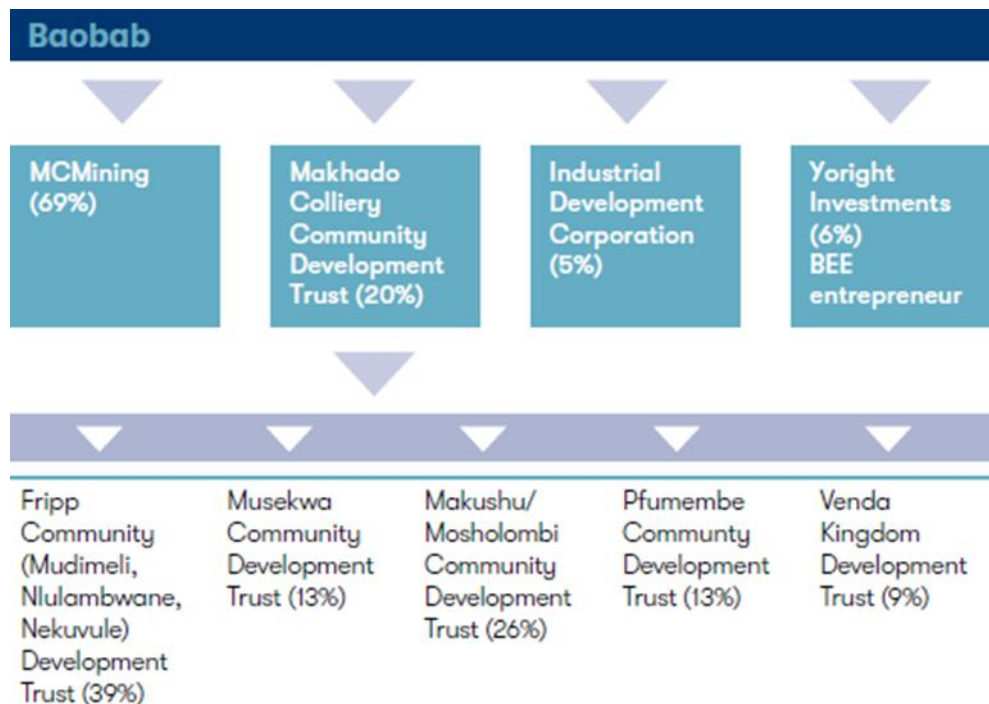 Baobab
MCMining
(69%)
Makhado
Colliery
Community
Development
Trust (20%)
Industrial
Development
Corporation
(5%)
Yoright
Investments
(6%)
BEE
entrepreneur
Fripp
Community
(Mudimeli,
Nlulambwane,
Nekuvule)
Development
Trust (39%)
Musekwa
Community
Development
Trust (13%)
Makushu/
Mosholombi
Community
Development
Trust (26%)
Pfumembe
Communty
Development
Trust (13%)
Venda
Kingdom
Development
Trust (9%)